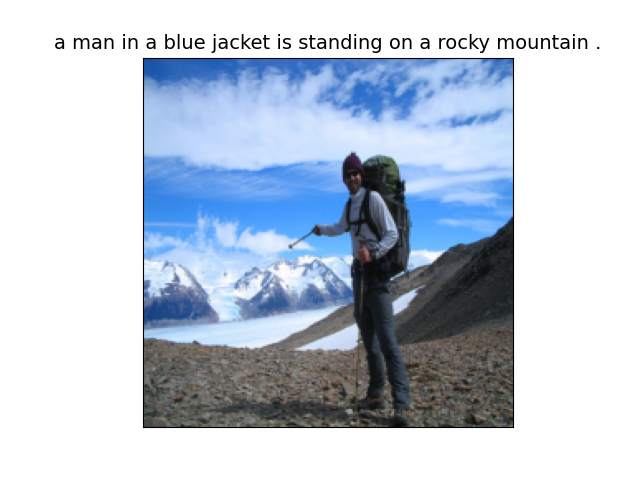 a man in a blue jacket is standing on a rocky mountain .